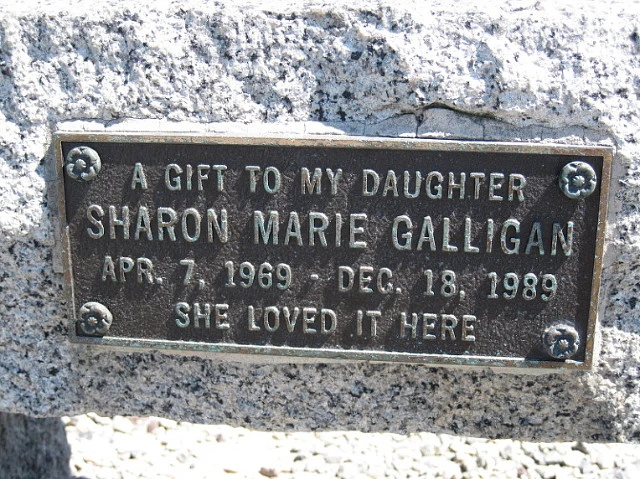 A GIFT TO MY DAUGHTER
SHARON MARIE GALLIGAN
APR. 7, 1969 - DEC. 18, 1989
SHE LOVED IT HERE